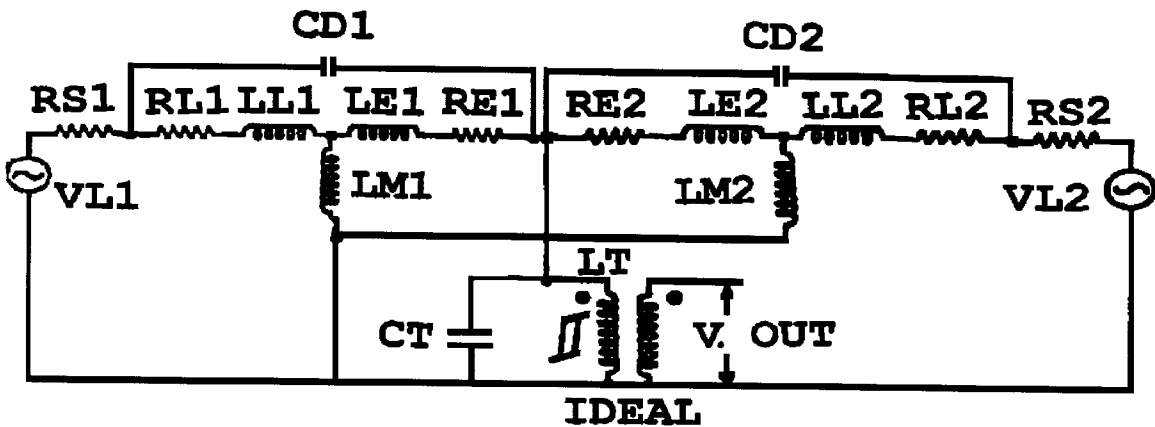 CD1
CD2
RS1 RL1 LL1 LE1 RE1 RE2 LE2 LL2 RL2 RS2
VL1 LM1 LM2 VL2
LT
CT V. OUT
IDEAL